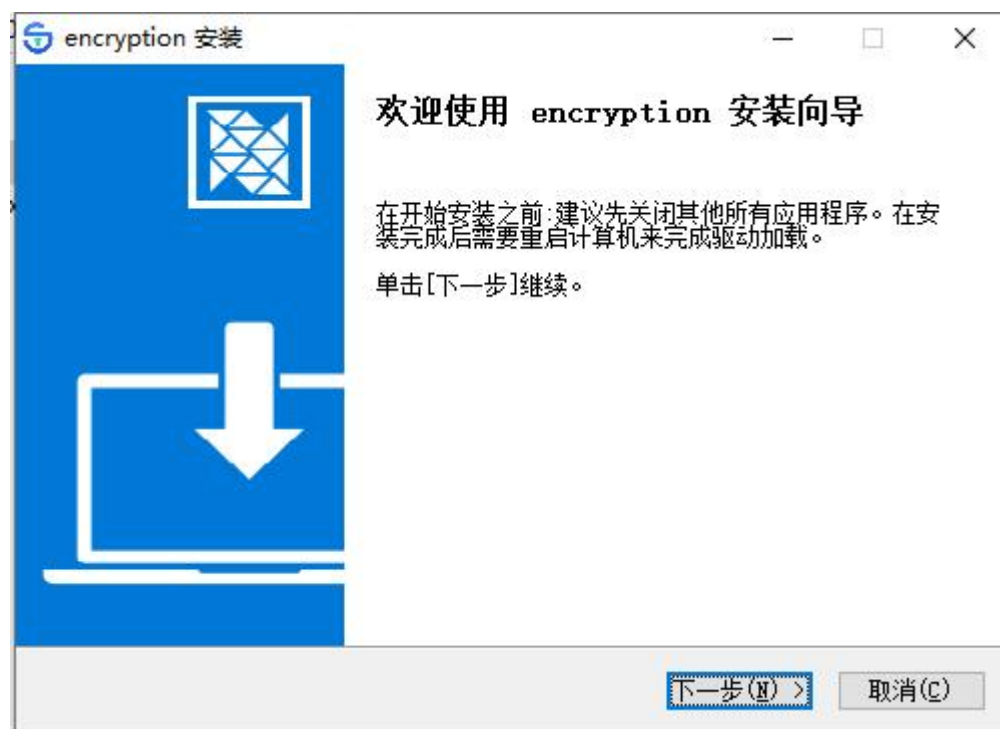 encryption 安装
欢迎使用 encryption 安装向导
在开始安装之前:建议先关闭其他所有应用程序。在安
装完成后需要重启计算机来完成驱动加载。
单击[下一步]继续。
下一步(N) >
取消(C)